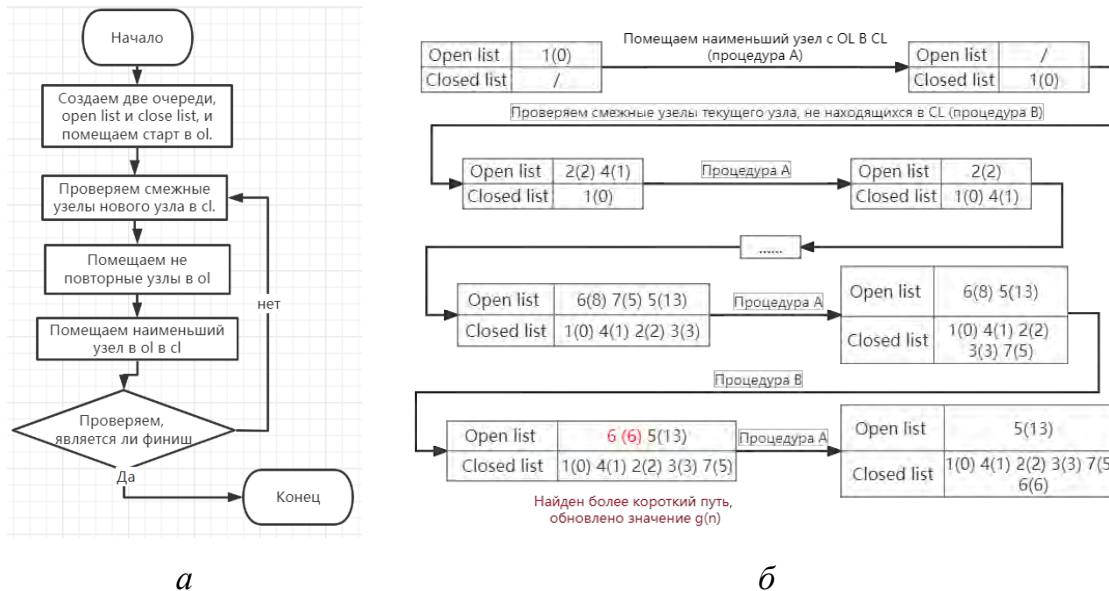 Начало
Создаем две очереди,
open list и close list, и
помещаем старт в ol.
Проверяем смежные
узелы нового узла в cl.
Помещаем не
повторные узлы в ol
нет
Помещаем наименьший
узел в ol в cl
Проверяем,
является ли финиш
Да
Конец
а
Помещаем наименьший узел с OL В CL
(процедура А)
Open list 1(0)
Closed list /
Open list /
Closed list 1(0)
Проверяем смежные узелы текущего узла, не находящихся в CL (процедура В)
Open list 2(2) 4(1)
Closed list 1(0)
Процедура А
Open list 2(2)
Closed list 1(0) 4(1)
......
Open list 6(8) 7(5) 5(13)
Closed list 1(0) 4(1) 2(2) 3(3)
Процедура А
Open list 6(8) 5(13)
Closed list 1(0) 4(1) 2(2)
3(3) 7(5)
Процедура В
Open list 6 (6) 5(13)
Closed list 1(0) 4(1) 2(2) 3(3) 7(5)
Процедура А
Open list 5(13)
Closed list 1(0) 4(1) 2(2) 3(3) 7(5)
6(6)
Найден более короткий путь,
обновлено значение g(n)
б